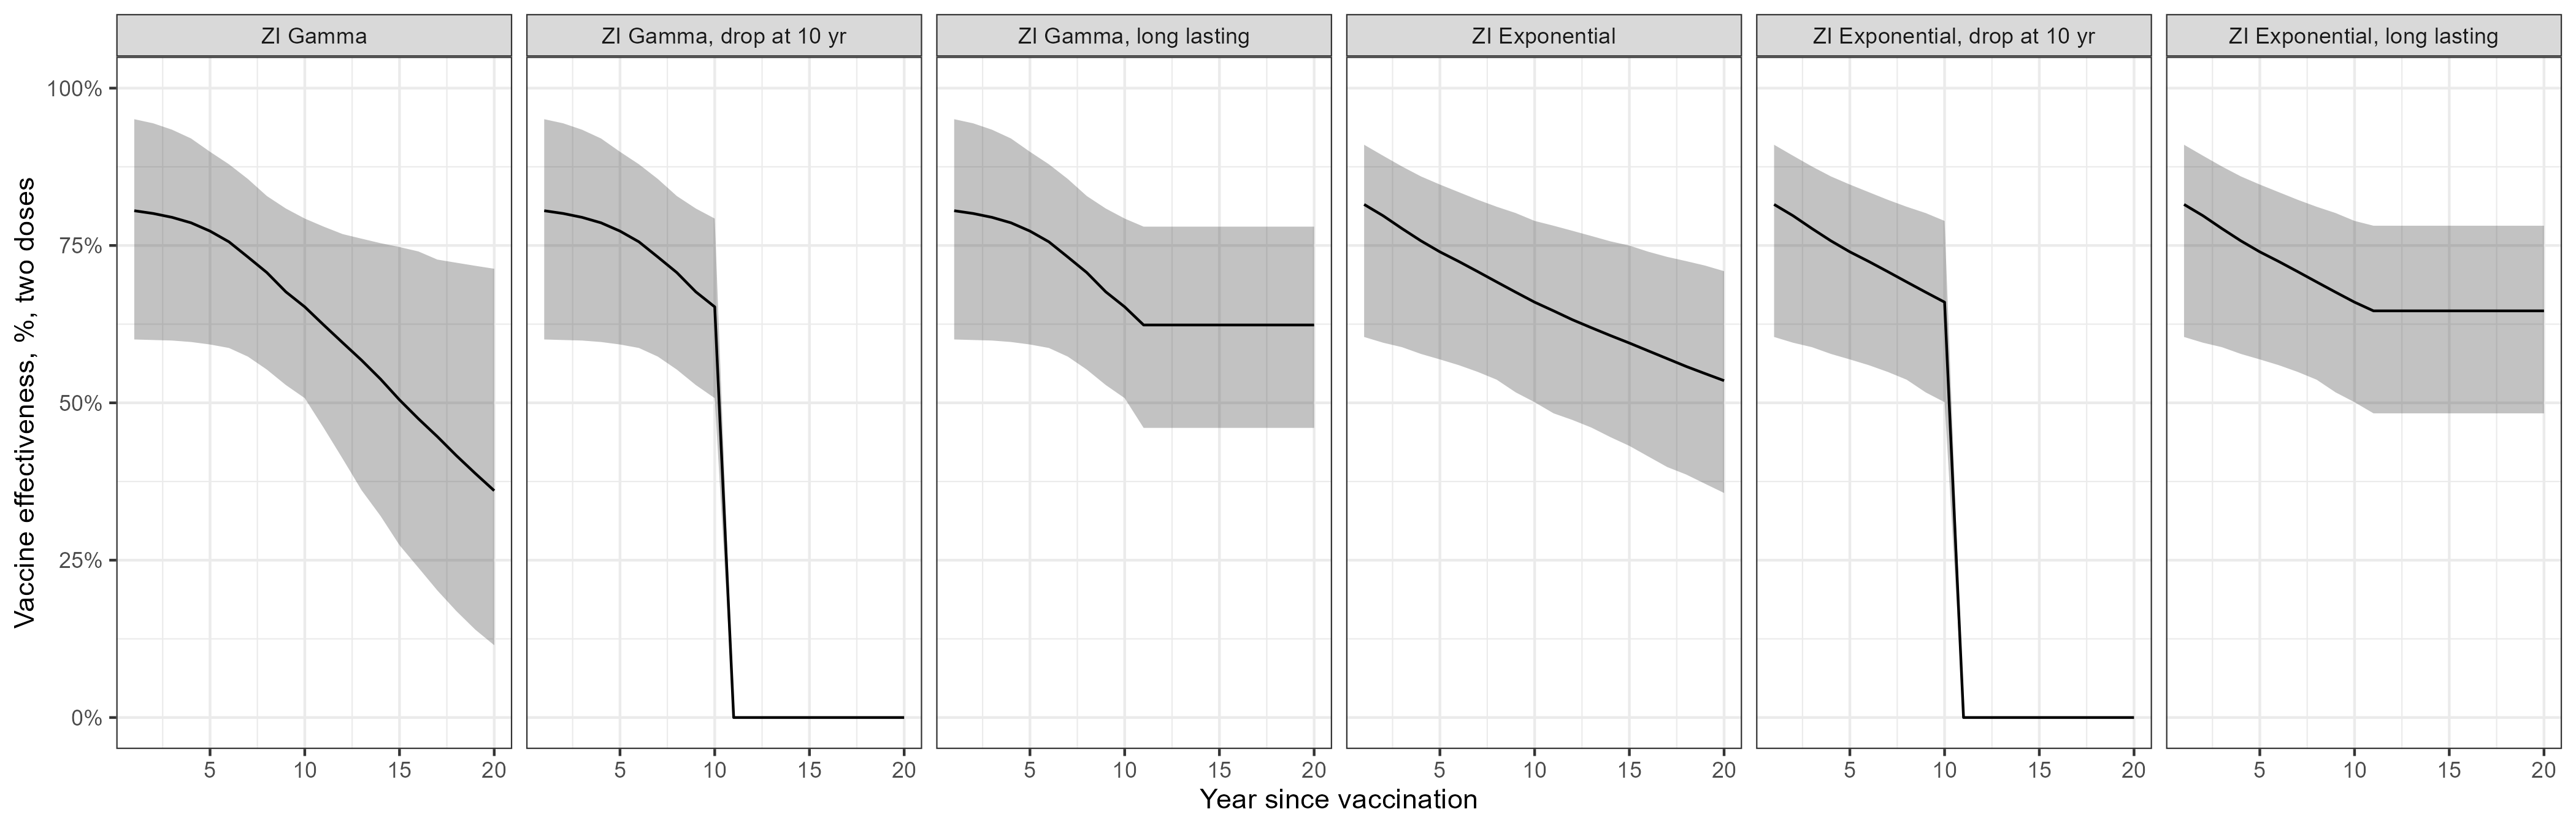 ZI Gamma
ZI Gamma, drop at 10 yr
ZI Gamma, long lasting
ZI Exponential
ZI Exponential, drop at 10 yr
ZI Exponential, long lasting
Vaccine effectiveness, %, two doses
100%
75%
50%
25%
0%
5 10 15 20
5 10 15 20
5 10 15 20
5 10 15 20
5 10 15 20
5 10 15 20
Year since vaccination